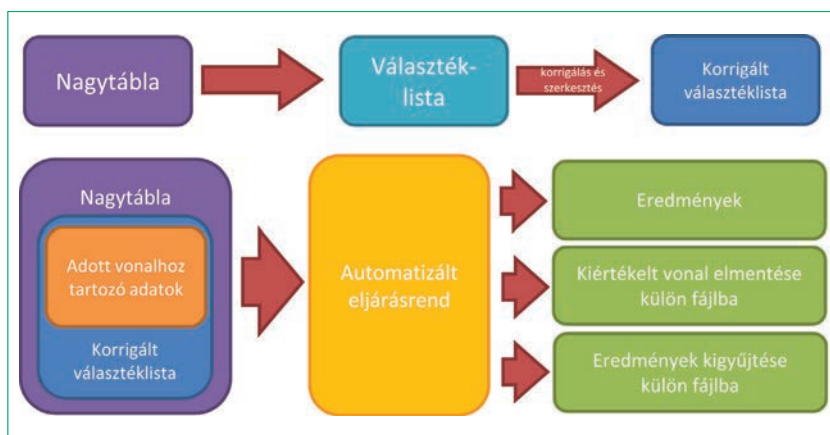 Nagytábla
Választék-
lista
korrigálás és
szerkesztés
Korrigált
választéklista
Nagytábla
Adott vonalhoz
tartozó adatok
Korrigált
választéklista
Automatizált
eljárásrend
Eredmények
Kiértékelt vonal elmentése
külön fájlba
Eredmények kigyűjtése
külön fájlba